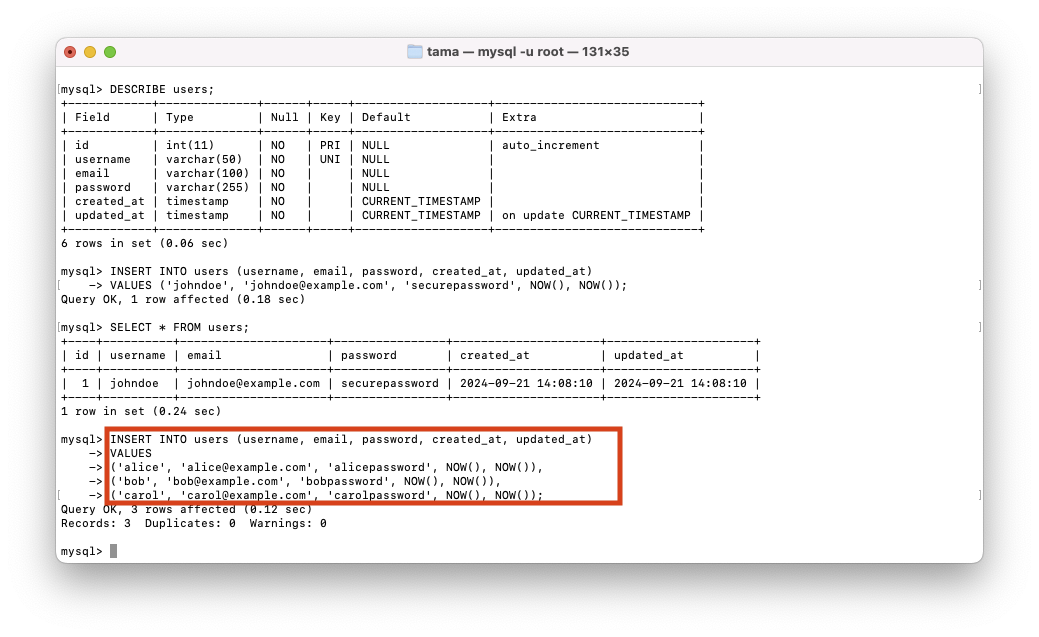 tama — mysql -u root — 131×35
[mysql> DESCRIBE users; ]
+------------+--------------+------+-----+-------------------+-----------------------------+
| Field      | Type         | Null | Key | Default           | Extra                       |
+------------+--------------+------+-----+-------------------+-----------------------------+
| id         | int(11)      | NO   | PRI | NULL              | auto_increment              |
| username   | varchar(50)  | NO   | UNI | NULL              |                             |
| email      | varchar(100) | NO   |     | NULL              |                             |
| password   | varchar(255) | NO   |     | NULL              |                             |
| created_at | timestamp    | NO   |     | CURRENT_TIMESTAMP |                             |
| updated_at | timestamp    | NO   |     | CURRENT_TIMESTAMP | on update CURRENT_TIMESTAMP |
+------------+--------------+------+-----+-------------------+-----------------------------+
6 rows in set (0.06 sec)
mysql> INSERT INTO users (username, email, password, created_at, updated_at)
[    -> VALUES ('johndoe', 'johndoe@example.com', 'securepassword', NOW(), NOW()); ]
Query OK, 1 row affected (0.18 sec)
[mysql> SELECT * FROM users; ]
+----+----------+---------------------+----------------+---------------------+---------------------+
| id | username | email               | password       | created_at          | updated_at          |
+----+----------+---------------------+----------------+---------------------+---------------------+
|  1 | johndoe  | johndoe@example.com | securepassword | 2024-09-21 14:08:10 | 2024-09-21 14:08:10 |
+----+----------+---------------------+----------------+---------------------+---------------------+
1 row in set (0.24 sec)
mysql> INSERT INTO users (username, email, password, created_at, updated_at)
    -> VALUES
    -> ('alice', 'alice@example.com', 'alicepassword', NOW(), NOW()),
    -> ('bob', 'bob@example.com', 'bobpassword', NOW(), NOW()),
[    -> ('carol', 'carol@example.com', 'carolpassword', NOW(), NOW()); ]
Query OK, 3 rows affected (0.12 sec)
Records: 3  Duplicates: 0  Warnings: 0
mysql>